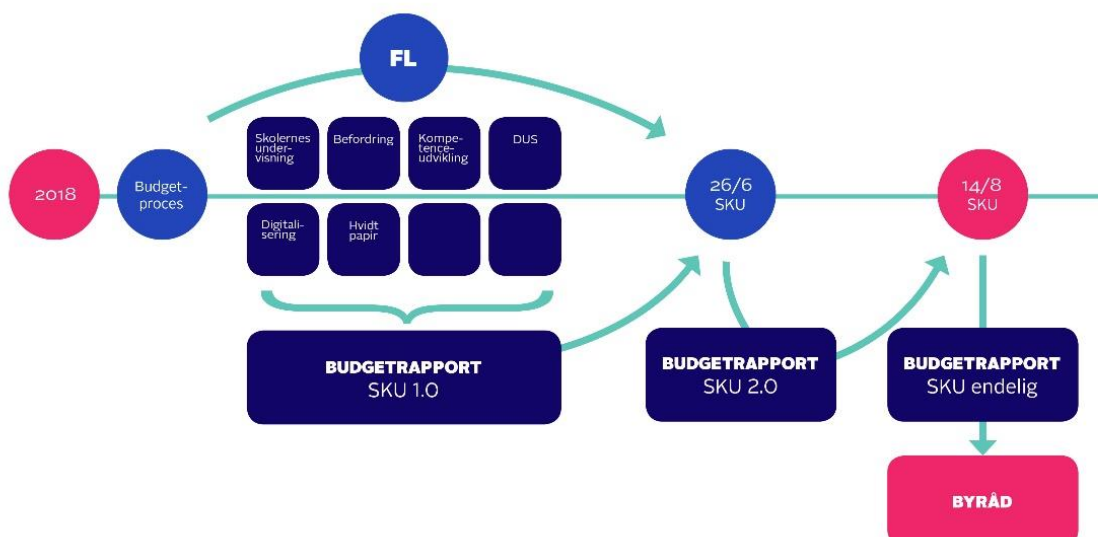 FL
Skolernes
under-
visning
Befordring
Kompe-
tence-
udvikling
DUS
2018
Budget-
proces
26/6
SKU
14/8
SKU
Digitali-
sering
Hvidt
papir
BUDGETRAPPORT
SKU 1.0
BUDGETRAPPORT
SKU 2.0
BUDGETRAPPORT
SKU endelig
BYRÅD